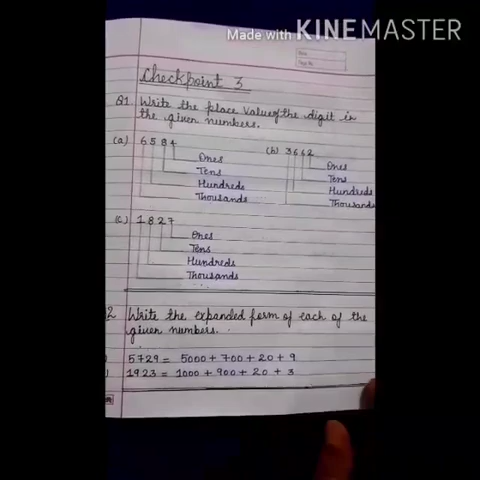 Made with KINEMASTER
Checkpoint 3
Q1 Write the place value of the digit in
the given numbers.
(a) 6584
Ones
Tens
Hundreds
Thousands
(b) 3662
Ones
Tens
Hundreds
Thousands
(c) 1827
Ones
Tens
Hundreds
Thousands
2 Write the expanded form of each of the
given numbers.
5729 = 5000 + 700 + 20 + 9
1923 = 1000 + 900 + 20 + 3